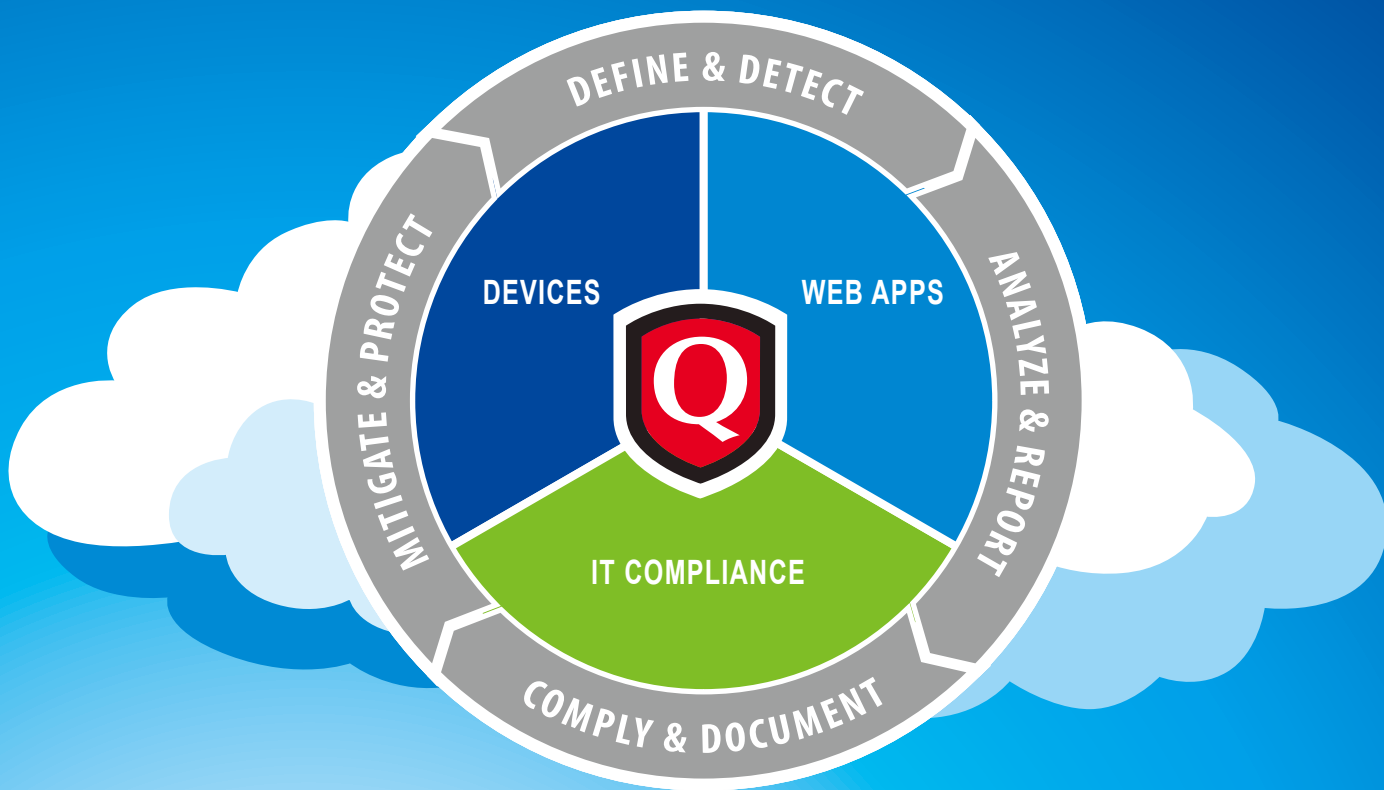 DEFINE & DETECT
DEVICES
WEB APPS
Q
IT COMPLIANCE
ANALYZE & REPORT
COMPLY & DOCUMENT
MITIGATE & PROTECT